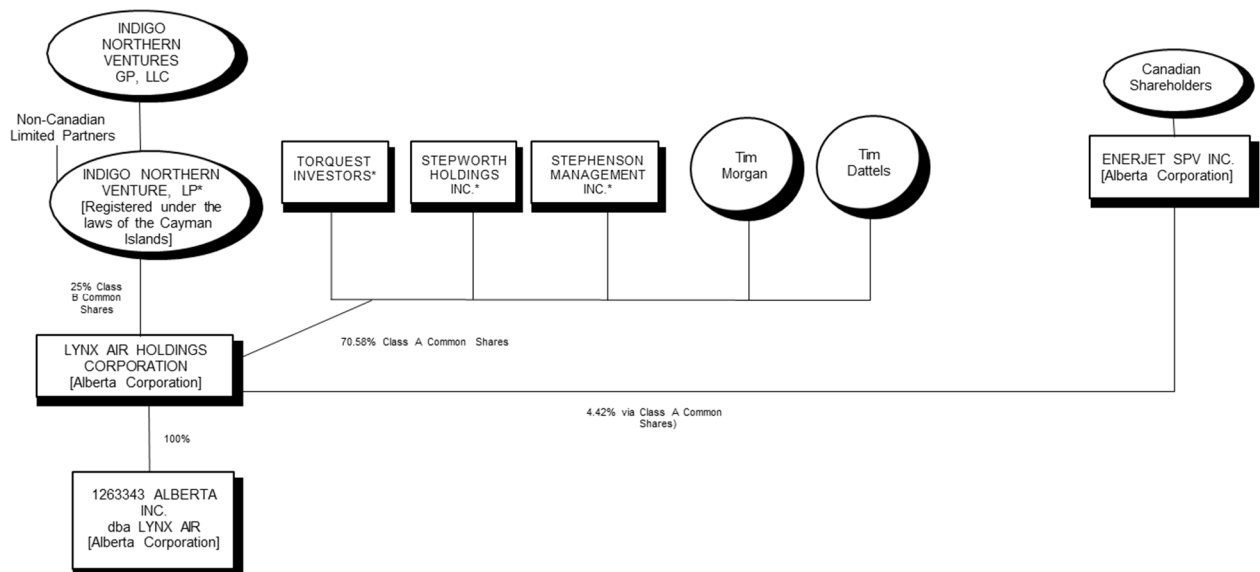 INDIGO
NORTHERN
VENTURES
GP, LLC
Non-Canadian
Limited Partners
INDIGO NORTHERN
VENTURE, LP*
[Registered under the
laws of the Cayman
Islands]
TORQUEST
INVESTORS*
STEPWORTH
HOLDINGS
INC.*
STEPHENSON
MANAGEMENT
INC.*
Tim
Morgan
Tim
Dattels
Canadian
Shareholders
ENERJET SPV INC.
[Alberta Corporation]
25% Class
B Common
Shares
70.58% Class A Common Shares
LYNX AIR HOLDINGS
CORPORATION
[Alberta Corporation]
4.42% via Class A Common
Shares)
100%
1263343 ALBERTA
INC.
dba LYNX AIR
[Alberta Corporation]